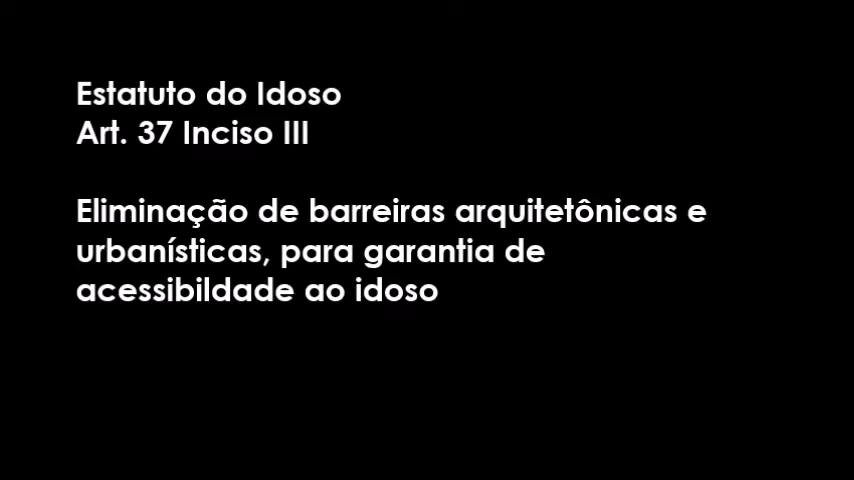 Estatuto do Idoso
Art. 37 Inciso III
Eliminação de barreiras arquitetônicas e
urbanísticas, para garantia de
acessibildade ao idoso